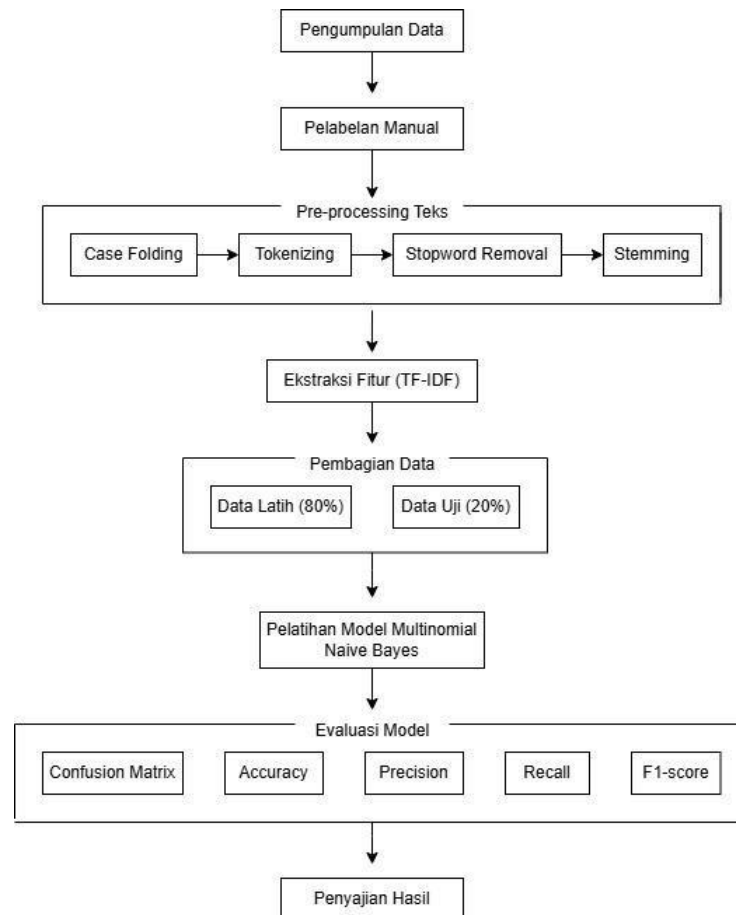 Pengumpulan Data
Pelabelan Manual
Pre-processing Teks
Case Folding
Tokenizing
Stopword Removal
Stemming
Ekstraksi Fitur (TF-IDF)
Pembagian Data
Data Latih (80%)
Data Uji (20%)
Pelatihan Model Multinomial
Naive Bayes
Evaluasi Model
Confusion Matrix
Accuracy
Precision
Recall
F1-score
Penyajian Hasil